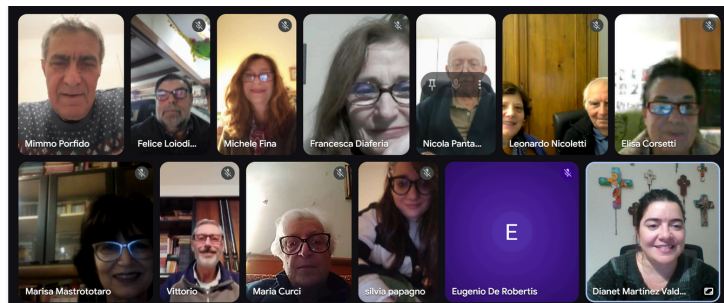 Mimmo Porfido
Felice Loiodi...
Michele Fina
Francesca Diaferia
Nicola Panta...
Leonardo Nicoletti
Elisa Corsetti
Marisa Mastrototaro
Vittorio
Maria Curci
silvia papagno
E
Eugenio De Robertis
Dianet Martínez Vald...